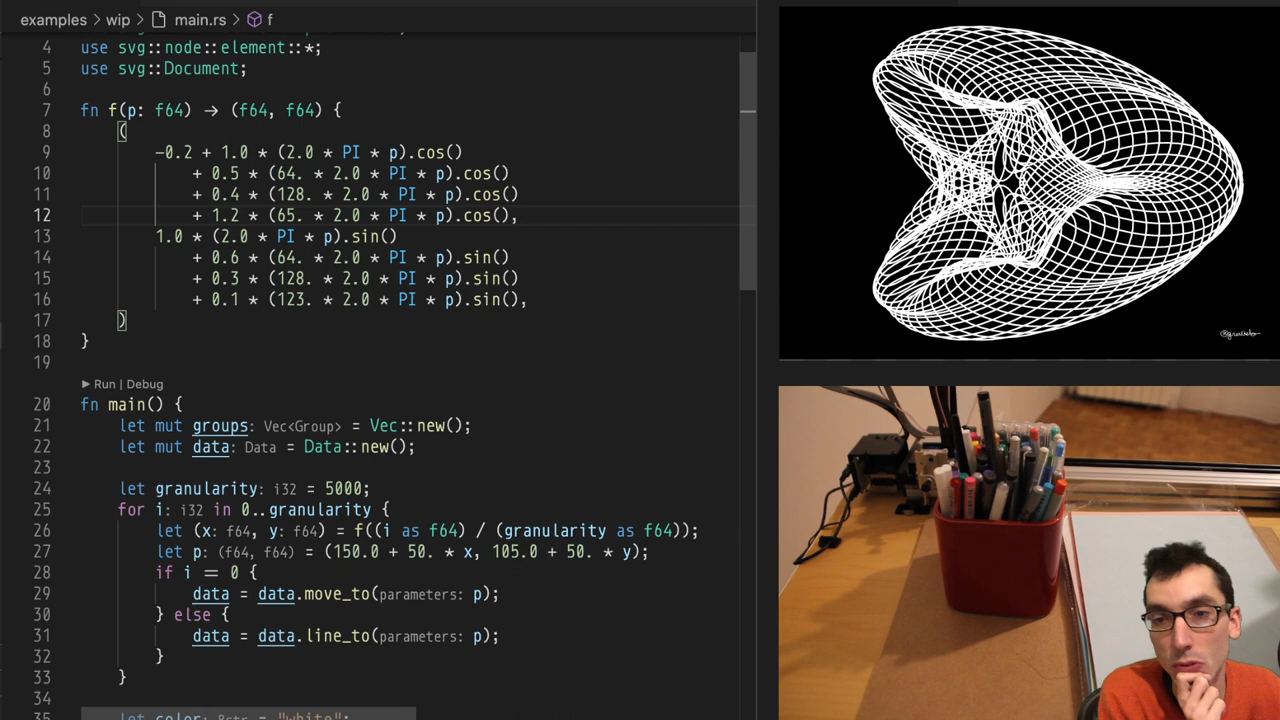 examples › wip › main.rs › f
4 use svg::node::element::*;
5 use svg::Document;
6
7 fn f(p: f64) → (f64, f64) {
8 (
9 -0.2 + 1.0 * (2.0 * PI * p).cos()
10 + 0.5 * (64. * 2.0 * PI * p).cos()
11 + 0.4 * (128. * 2.0 * PI * p).cos()
12 + 1.2 * (65. * 2.0 * PI * p).cos(),
13 1.0 * (2.0 * PI * p).sin()
14 + 0.6 * (64. * 2.0 * PI * p).sin()
15 + 0.3 * (128. * 2.0 * PI * p).sin()
16 + 0.1 * (123. * 2.0 * PI * p).sin(),
17 )
18 }
19
▶ Run | Debug
20 fn main() {
21 let mut groups: Vec<Group> = Vec::new();
22 let mut data: Data = Data::new();
23
24 let granularity: i32 = 5000;
25 for i: i32 in 0..granularity {
26 let (x: f64, y: f64) = f((i as f64) / (granularity as f64));
27 let p: (f64, f64) = (150.0 + 50. * x, 105.0 + 50. * y);
28 if i == 0 {
29 data = data.move_to(parameters: p);
30 } else {
31 data = data.line_to(parameters: p);
32 }
33 }
34
35 let color: &str = "white";